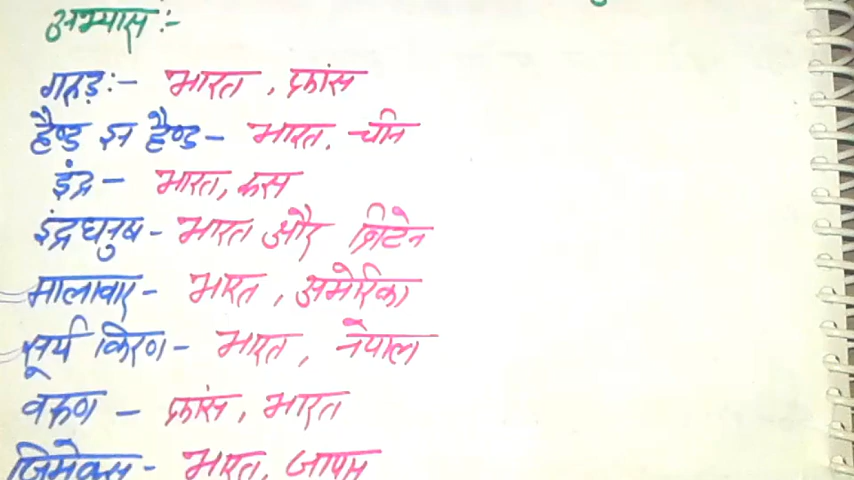 अभ्यास :-
गरुड़ :- भारत , फ्रांस
हैण्ड इन हैण्ड - भारत, चीन
इंद्र - भारत, रूस
इंद्रधनुष - भारत और ब्रिटेन
मालाबार - भारत , अमेरिका
सूर्य किरण - भारत , नेपाल
वरुण - फ्रांस, भारत
जिमेक्स - भारत, जापान